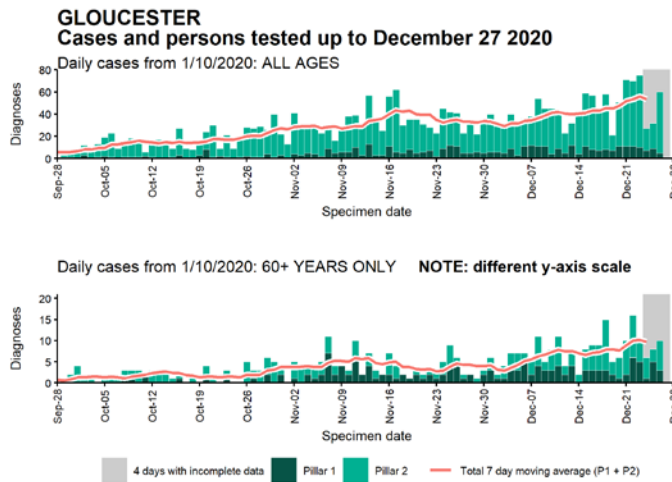 GLOUCESTER
Cases and persons tested up to December 27 2020
Daily cases from 1/10/2020: ALL AGES
Diagnoses
80
60
40
20
0
Sep-28
Oct-05
Oct-12
Oct-19
Oct-26
Nov-02
Nov-09
Nov-16
Nov-23
Nov-30
Dec-07
Dec-14
Dec-21
Specimen date
Daily cases from 1/10/2020: 60+ YEARS ONLY NOTE: different y-axis scale
Diagnoses
20
15
10
5
0
Sep-28
Oct-05
Oct-12
Oct-19
Oct-26
Nov-02
Nov-09
Nov-16
Nov-23
Nov-30
Dec-07
Dec-14
Dec-21
Specimen date
4 days with incomplete data Pillar 1 Pillar 2 Total 7 day moving average (P1 + P2)